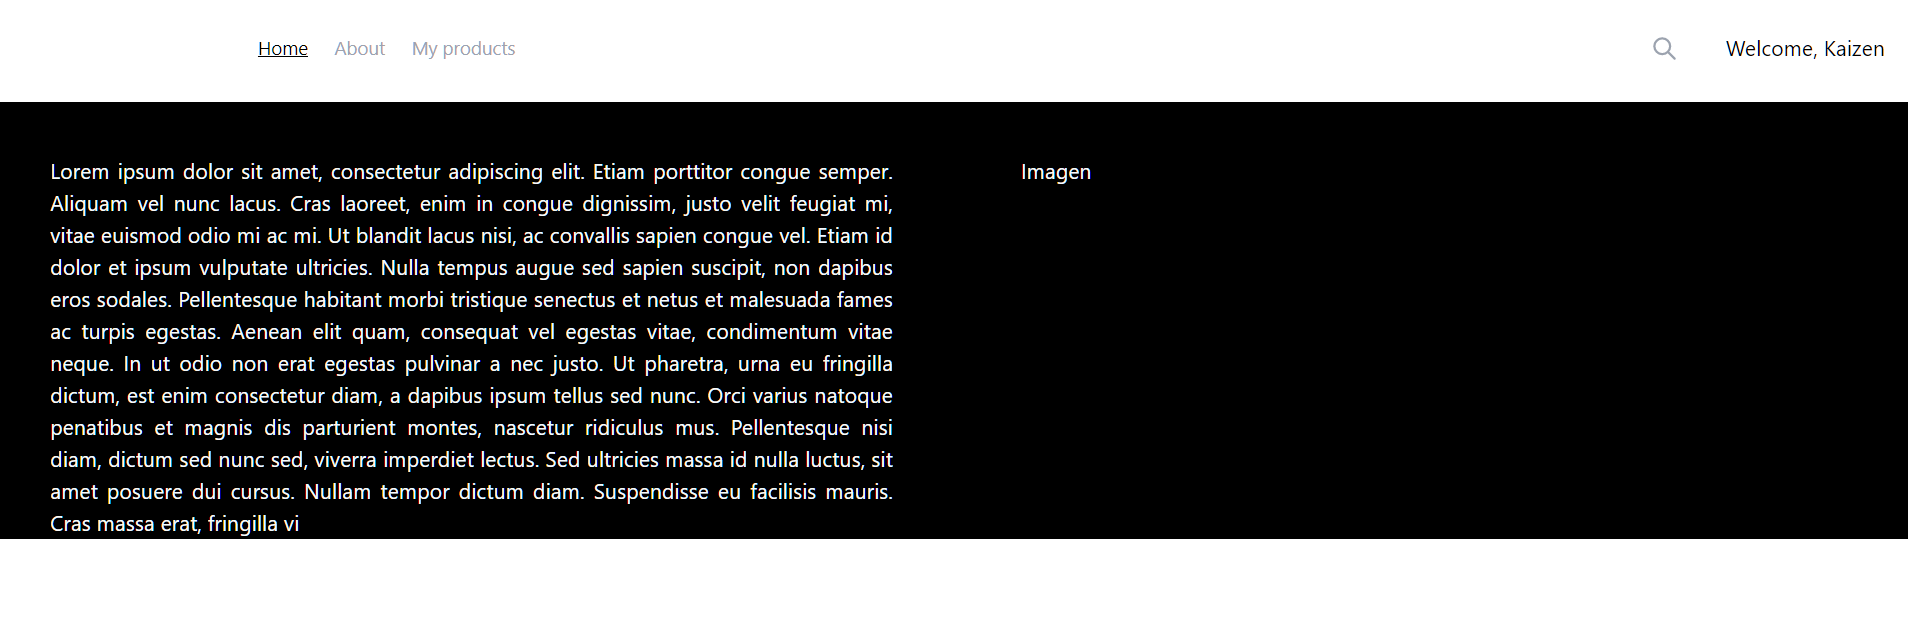 Home About My products Welcome, Kaizen
Lorem ipsum dolor sit amet, consectetur adipiscing elit. Etiam porttitor congue semper.
Aliquam vel nunc lacus. Cras laoreet, enim in congue dignissim, justo velit feugiat mi,
vitae euismod odio mi ac mi. Ut blandit lacus nisi, ac convallis sapien congue vel. Etiam id
dolor et ipsum vulputate ultricies. Nulla tempus augue sed sapien suscipit, non dapibus
eros sodales. Pellentesque habitant morbi tristique senectus et netus et malesuada fames
ac turpis egestas. Aenean elit quam, consequat vel egestas vitae, condimentum vitae
neque. In ut odio non erat egestas pulvinar a nec justo. Ut pharetra, urna eu fringilla
dictum, est enim consectetur diam, a dapibus ipsum tellus sed nunc. Orci varius natoque
penatibus et magnis dis parturient montes, nascetur ridiculus mus. Pellentesque nisi
diam, dictum sed nunc sed, viverra imperdiet lectus. Sed ultricies massa id nulla luctus, sit
amet posuere dui cursus. Nullam tempor dictum diam. Suspendisse eu facilisis mauris.
Cras massa erat, fringilla vi
Imagen